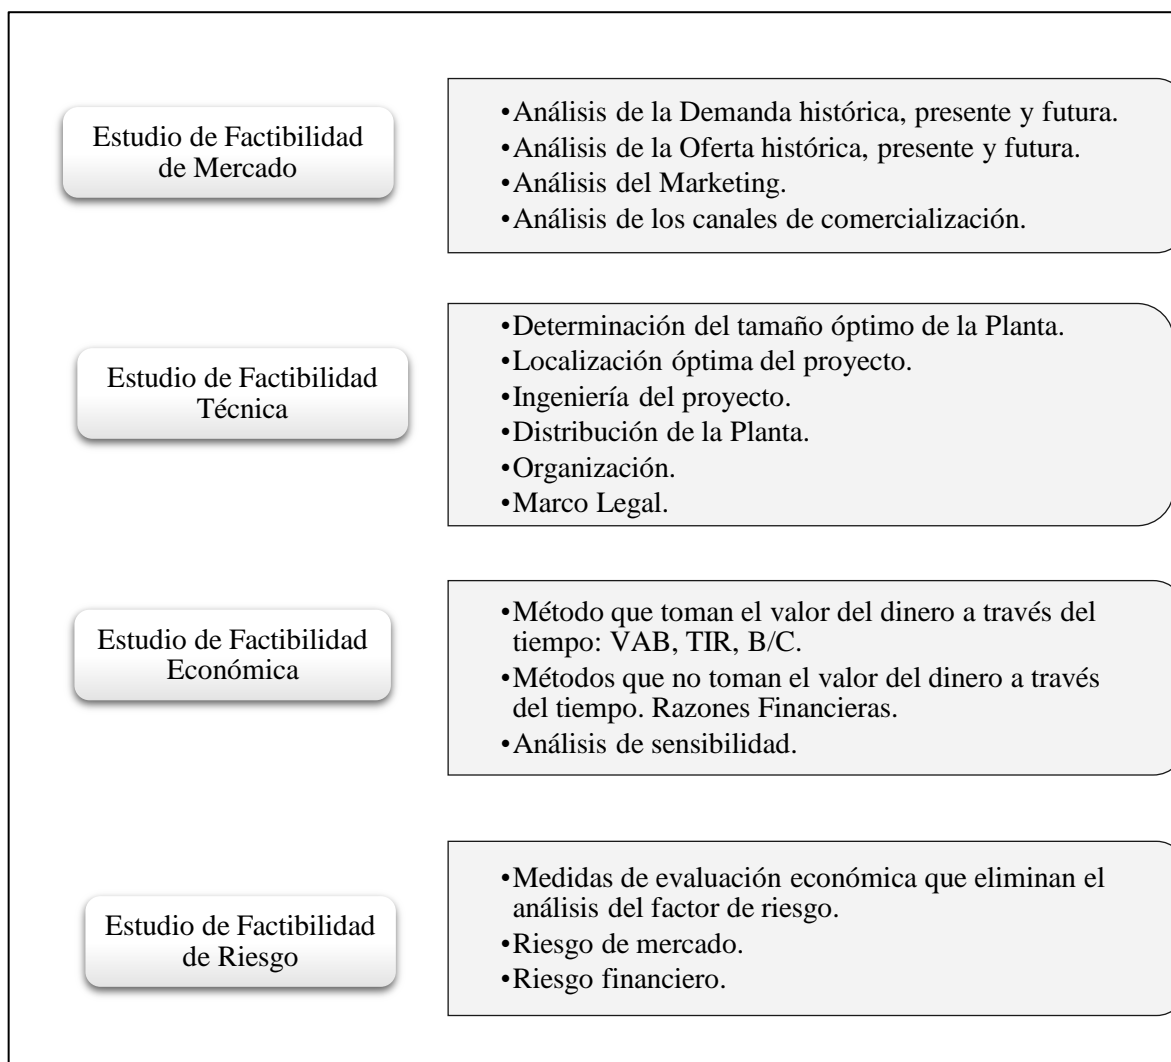 Estudio de Factibilidad
de Mercado
•Análisis de la Demanda histórica, presente y futura.
•Análisis de la Oferta histórica, presente y futura.
•Análisis del Marketing.
•Análisis de los canales de comercialización.
Estudio de Factibilidad
Técnica
•Determinación del tamaño óptimo de la Planta.
•Localización óptima del proyecto.
•Ingeniería del proyecto.
•Distribución de la Planta.
•Organización.
•Marco Legal.
Estudio de Factibilidad
Económica
•Método que toman el valor del dinero a través del
tiempo: VAB, TIR, B/C.
•Métodos que no toman el valor del dinero a través
del tiempo. Razones Financieras.
•Análisis de sensibilidad.
Estudio de Factibilidad
de Riesgo
•Medidas de evaluación económica que eliminan el
análisis del factor de riesgo.
•Riesgo de mercado.
•Riesgo financiero.